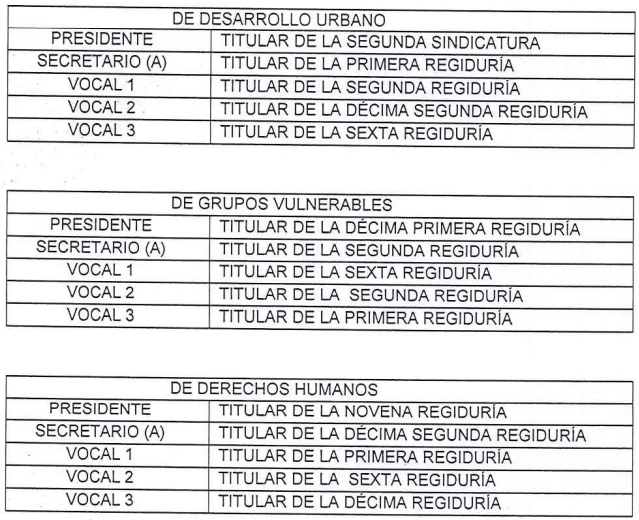 DE DESARROLLO URBANO
PRESIDENTE TITULAR DE LA SEGUNDA SINDICATURA
SECRETARIO (A) TITULAR DE LA PRIMERA REGIDURÍA
VOCAL 1 TITULAR DE LA SEGUNDA REGIDURÍA
VOCAL 2 TITULAR DE LA DÉCIMA SEGUNDA REGIDURÍA
VOCAL 3 TITULAR DE LA SEXTA REGIDURÍA
DE GRUPOS VULNERABLES
PRESIDENTE TITULAR DE LA DÉCIMA PRIMERA REGIDURÍA
SECRETARIO (A) TITULAR DE LA SEGUNDA REGIDURÍA
VOCAL 1 TITULAR DE LA SEXTA REGIDURÍA
VOCAL 2 TITULAR DE LA SEGUNDA REGIDURÍA
VOCAL 3 TITULAR DE LA PRIMERA REGIDURÍA
DE DERECHOS HUMANOS
PRESIDENTE TITULAR DE LA NOVENA REGIDURÍA
SECRETARIO (A) TITULAR DE LA DÉCIMA SEGUNDA REGIDURÍA
VOCAL 1 TITULAR DE LA PRIMERA REGIDURÍA
VOCAL 2 TITULAR DE LA SEXTA REGIDURÍA
VOCAL 3 TITULAR DE LA DÉCIMA REGIDURÍA